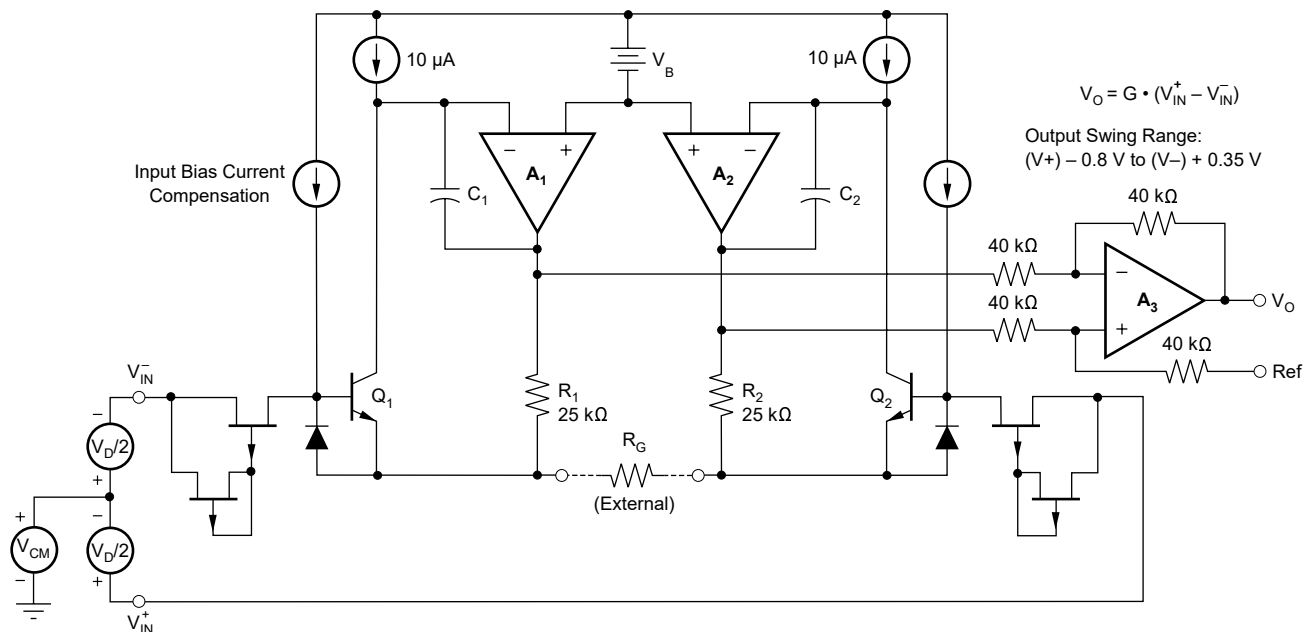 10 µA
V_B
10 µA
V_O = G • (V_IN^+ – V_IN^–)
Output Swing Range:
(V+) – 0.8 V to (V–) + 0.35 V
Input Bias Current
Compensation
C_1
– +
A_1
+ –
A_2
C_2
40 kΩ
40 kΩ
–
A_3
V_O
40 kΩ
+
40 kΩ
Ref
V_IN^–
Q_1
R_1
25 kΩ
R_2
25 kΩ
Q_2
–
V_D/2
+
R_G
(External)
+
V_CM
–
–
V_D/2
+
V_IN^+